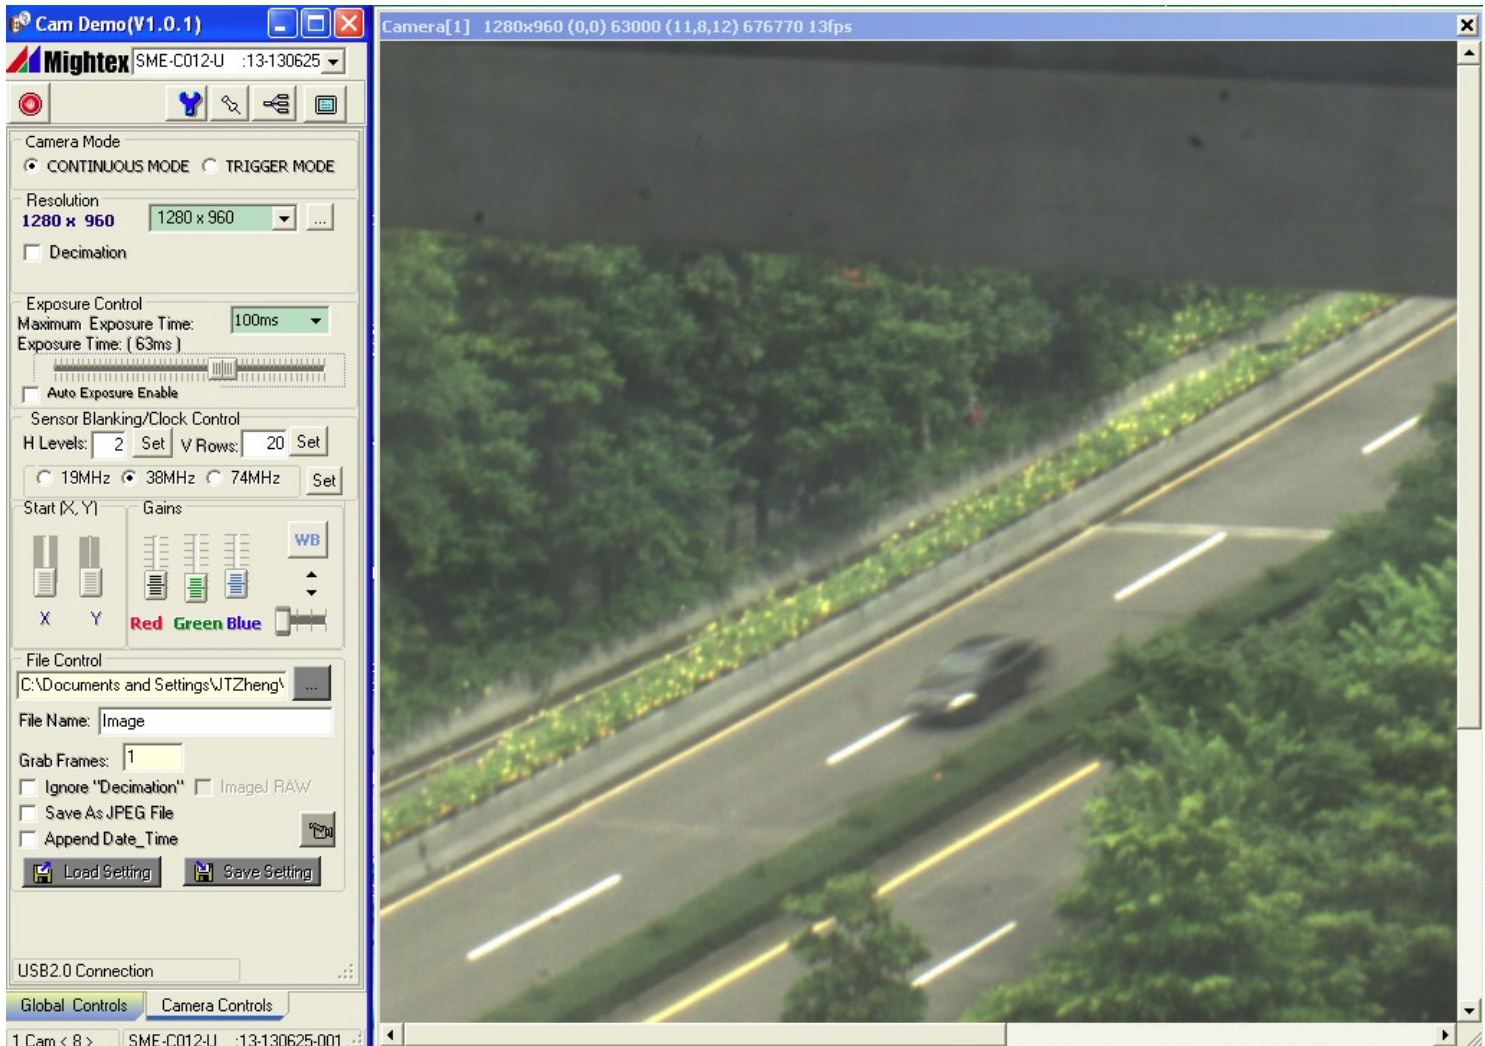 Cam Demo(V1.0.1)
Mightex SME-C012-U :13-130625
Camera Mode
CONTINUOUS MODE TRIGGER MODE
Resolution
1280 x 960 1280 x 960 ...
Decimation
Exposure Control
Maximum Exposure Time: 100ms
Exposure Time: ( 63ms )
Auto Exposure Enable
Sensor Blanking/Clock Control
H Levels: 2 Set V Rows: 20 Set
19MHz 38MHz 74MHz Set
Start (X, Y) Gains
WB
X Y Red Green Blue
File Control
C:\Documents and Settings\JTZheng\ ...
File Name: Image
Grab Frames: 1
Ignore "Decimation" ImageJ RAW
Save As JPEG File
Append Date_Time
Load Setting Save Setting
USB2.0 Connection
Global Controls Camera Controls
1 Cam < 8 > SME-C012-U :13-130625-001
Camera[1] 1280x960 (0,0) 63000 (11,8,12) 676770 13fps